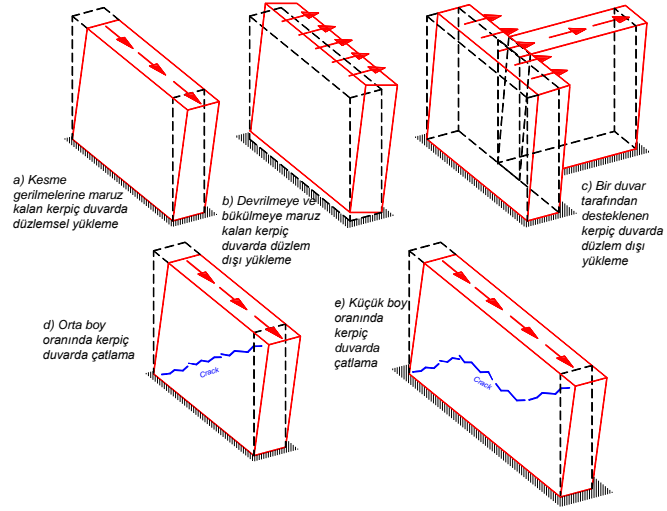 a) Kesme
gerilmelerine maruz
kalan kerpiç duvarda
düzlemsel yükleme
b) Devrilmeye ve
bükülmeye maruz
kalan kerpiç
duvarda düzlem
dışı yükleme
c) Bir duvar
tarafından
desteklenen
kerpiç duvarda
düzlem dışı
yükleme
d) Orta boy
oranında kerpiç
duvarda çatlama
Crack
e) Küçük boy
oranında
kerpiç
duvarda
çatlama
Crack